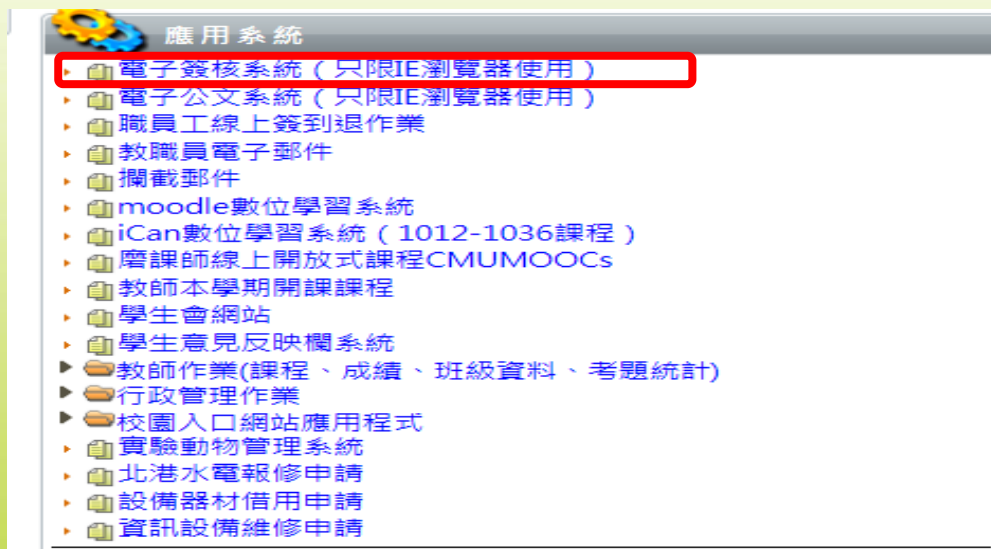 應用系統
電子簽核系統（只限IE瀏覽器使用）
電子公文系統（只限IE瀏覽器使用）
職員工線上簽到退作業
教職員電子郵件
攔截郵件
moodle數位學習系統
iCan數位學習系統（1012-1036課程）
磨課師線上開放式課程CMUMOOCs
教師本學期開課課程
學生會網站
學生意見反映欄系統
教師作業(課程、成績、班級資料、考題統計)
行政管理作業
校園入口網站應用程式
實驗動物管理系統
北港水電報修申請
設備器材借用申請
資訊設備維修申請